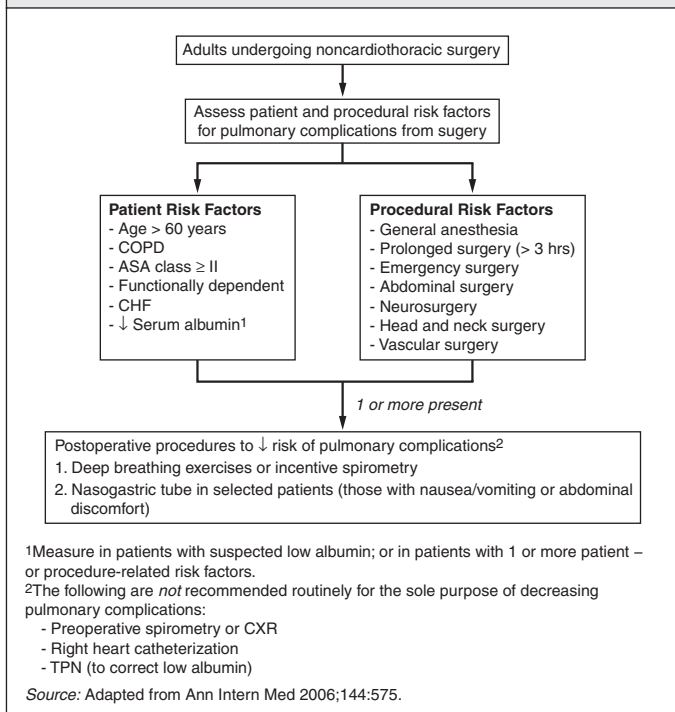 Adults undergoing noncardiothoracic surgery
Assess patient and procedural risk factors
for pulmonary complications from sugery
Patient Risk Factors
- Age > 60 years
- COPD
- ASA class ≥ II
- Functionally dependent
- CHF
- ↓ Serum albumin¹
Procedural Risk Factors
- General anesthesia
- Prolonged surgery (> 3 hrs)
- Emergency surgery
- Abdominal surgery
- Neurosurgery
- Head and neck surgery
- Vascular surgery
1 or more present
Postoperative procedures to ↓ risk of pulmonary complications²
1. Deep breathing exercises or incentive spirometry
2. Nasogastric tube in selected patients (those with nausea/vomiting or abdominal
discomfort)
¹Measure in patients with suspected low albumin; or in patients with 1 or more patient –
or procedure-related risk factors.
²The following are not recommended routinely for the sole purpose of decreasing
pulmonary complications:
- Preoperative spirometry or CXR
- Right heart catheterization
- TPN (to correct low albumin)
Source: Adapted from Ann Intern Med 2006;144:575.